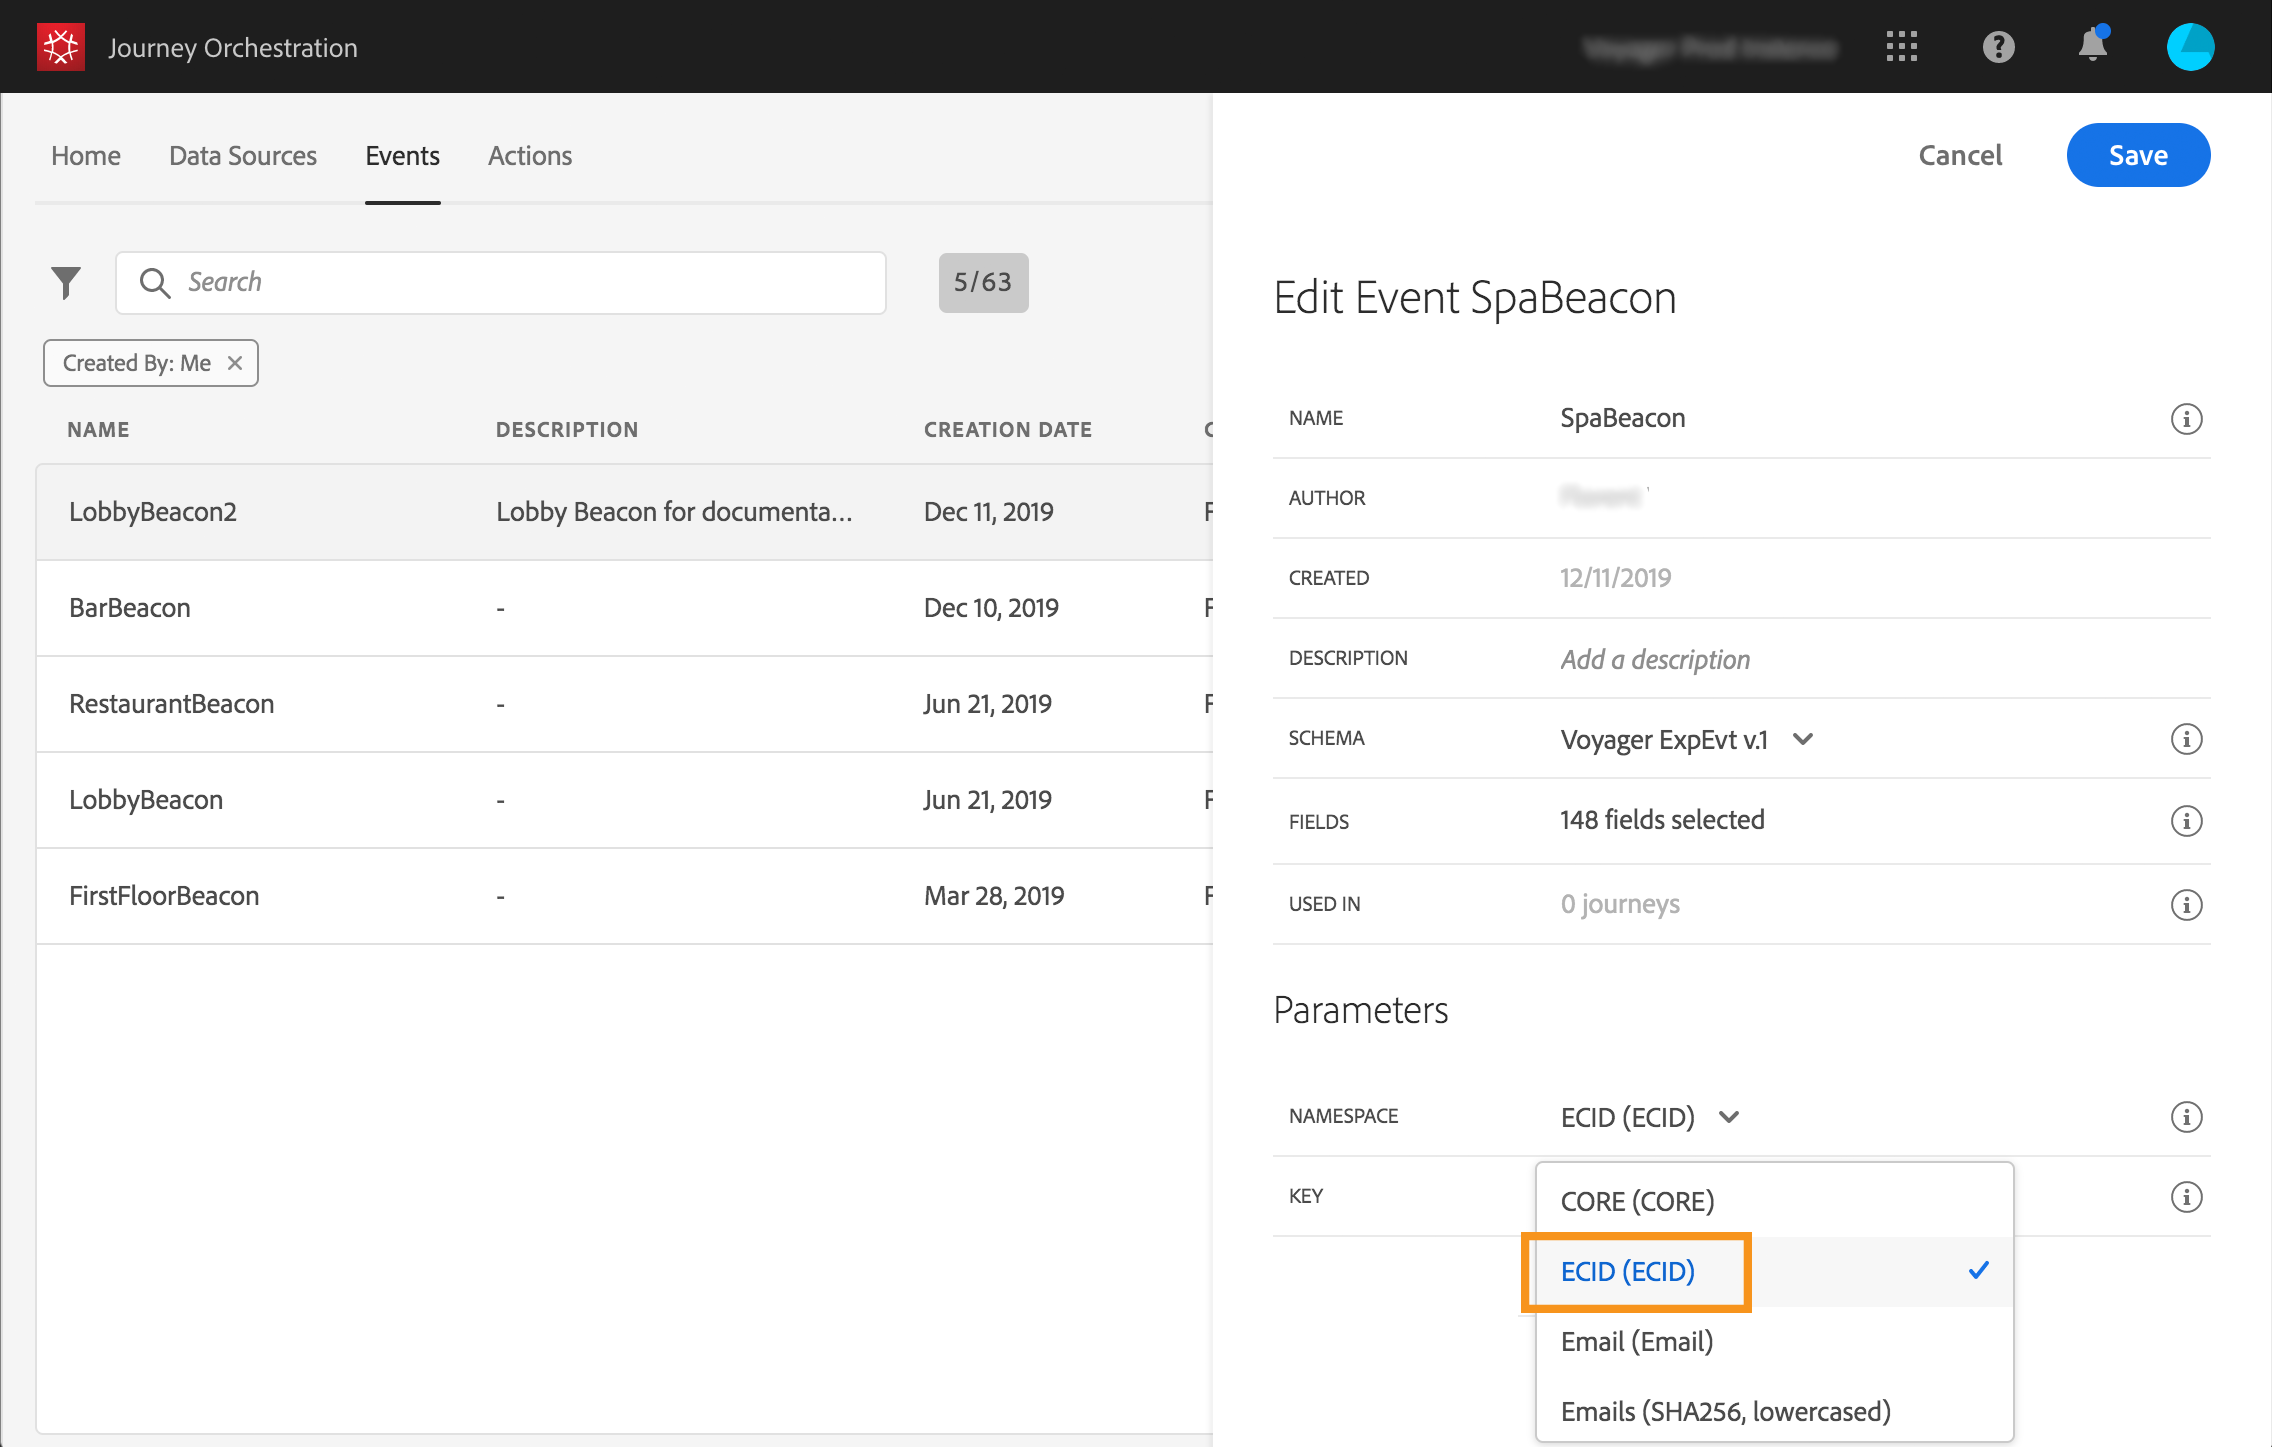 Journey Orchestration
Home Data Sources Events Actions
Cancel Save
Search 5/63
Created By: Me
Edit Event SpaBeacon
NAME DESCRIPTION CREATION DATE
LobbyBeacon2 Lobby Beacon for documenta... Dec 11, 2019
BarBeacon - Dec 10, 2019
RestaurantBeacon - Jun 21, 2019
LobbyBeacon - Jun 21, 2019
FirstFloorBeacon - Mar 28, 2019
NAME SpaBeacon
AUTHOR
CREATED 12/11/2019
DESCRIPTION Add a description
SCHEMA Voyager ExpEvt v.1
FIELDS 148 fields selected
USED IN 0 journeys
Parameters
NAMESPACE ECID (ECID)
KEY
CORE (CORE)
ECID (ECID)
Email (Email)
Emails (SHA256, lowercased)